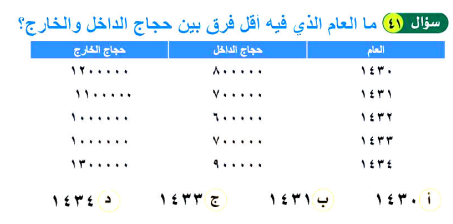 سؤال ٤١ ما العام الذي فيه أقل فرق بين حجاج الداخل والخارج؟
العام حجاج الداخل حجاج الخارج
١٤٣٠ ٨٠٠٠٠٠ ١٢٠٠٠٠٠
١٤٣١ ٧٠٠٠٠٠ ١١٠٠٠٠٠
١٤٣٢ ٦٠٠٠٠٠ ١٠٠٠٠٠٠
١٤٣٣ ٧٠٠٠٠٠ ١٠٠٠٠٠٠
١٤٣٤ ٩٠٠٠٠٠ ١٣٠٠٠٠٠
أ ١٤٣٠ ب ١٤٣١ ج ١٤٣٣ د ١٤٣٤